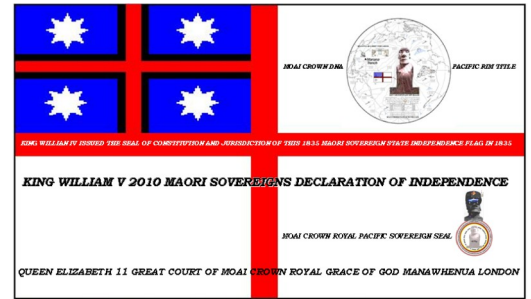 MOAI CROWN DNA
PACIFIC RIM TITLE
KING WILLIAM IV ISSUED THE SEAL OF CONSTITUTION AND JURISDICTION OF THIS 1835 MAORI SOVEREIGN STATE INDEPENDENCE FLAG IN 1835
KING WILLIAM V 2010 MAORI SOVEREIGNS DECLARATION OF INDEPENDENCE
MOAI CROWN ROYAL PACIFIC SOVEREIGN SEAL
QUEEN ELIZABETH 11 GREAT COURT OF MOAI CROWN ROYAL GRACE OF GOD MANAWHENUA LONDON